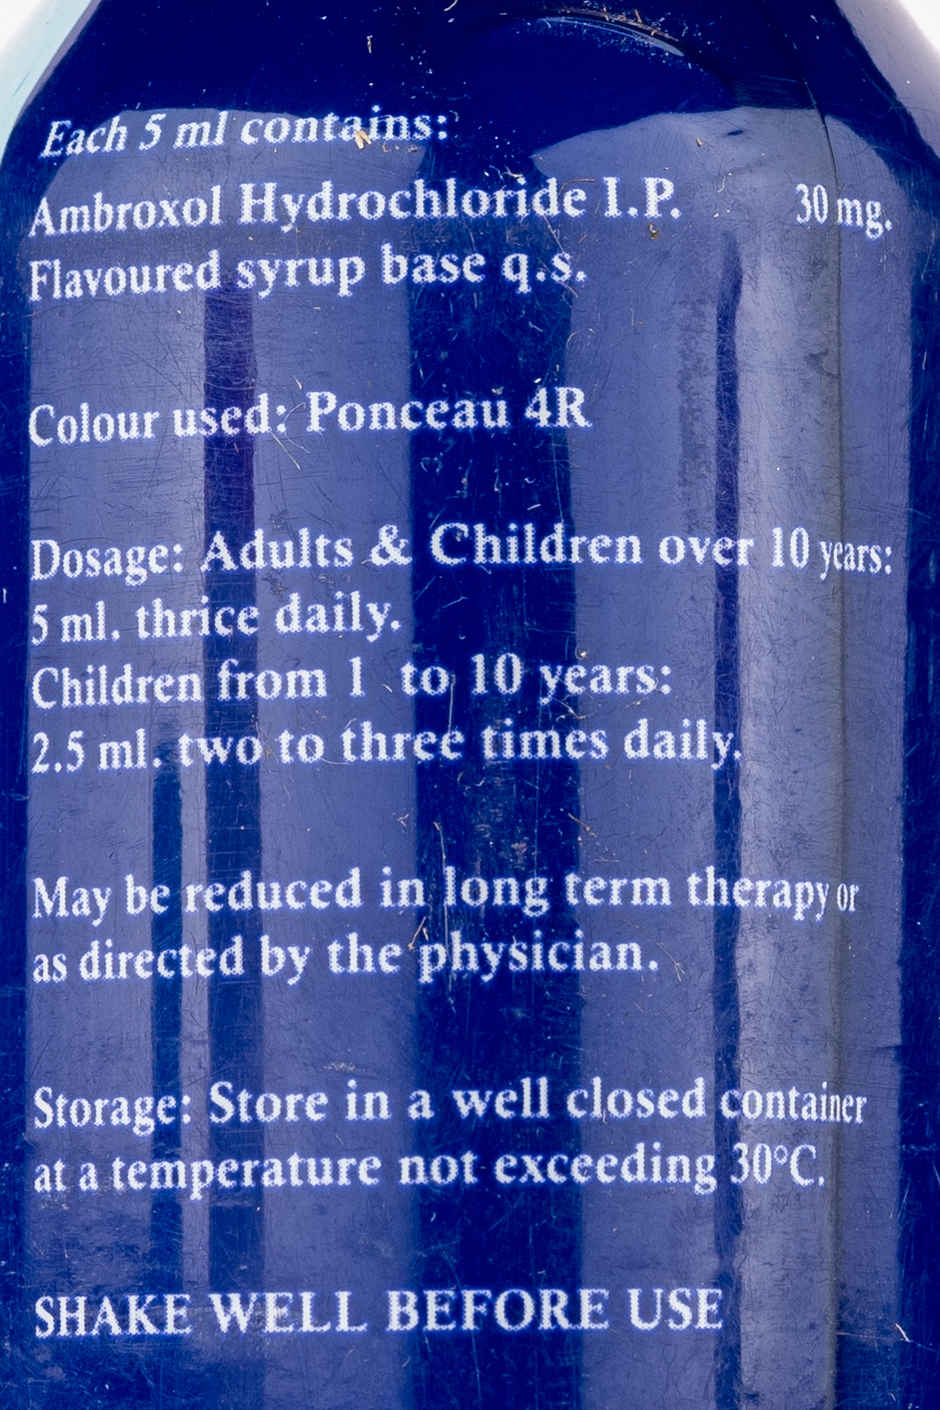 Each 5 ml contains:
Ambroxol Hydrochloride I.P. 30 mg.
Flavoured syrup base q.s.
Colour used: Ponceau 4R
Dosage: Adults & Children over 10 years:
5 ml. thrice daily.
Children from 1 to 10 years:
2.5 ml. two to three times daily.
May be reduced in long term therapy or
as directed by the physician.
Storage: Store in a well closed container
at a temperature not exceeding 30°C.
SHAKE WELL BEFORE USE